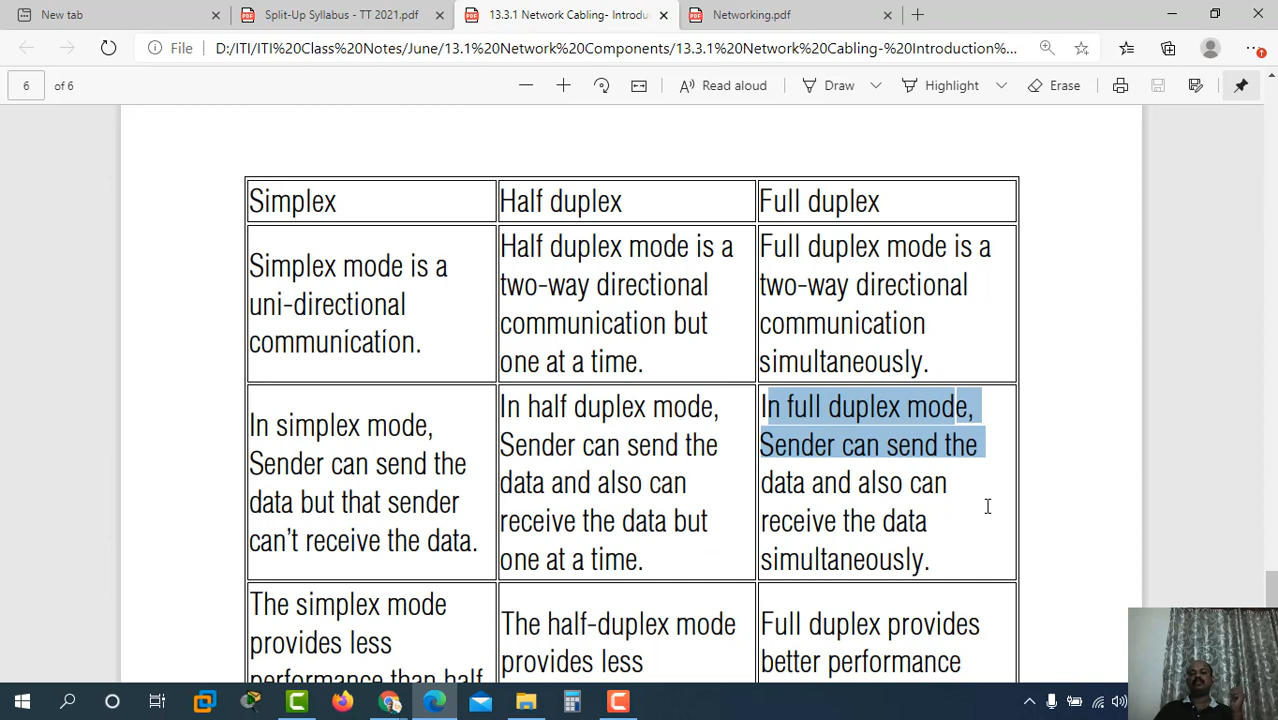 New tab
Split-Up Syllabus - TT 2021.pdf
13.3.1 Network Cabling- Introdu
Networking.pdf
File
D:/ITI/ITI%20Class%20Notes/June/13.1%20Network%20Components/13.3.1%20Network%20Cabling-%20Introduction%...
6
of 6
Read aloud
Draw
Highlight
Erase
Simplex
Half duplex
Full duplex
Simplex mode is a
uni-directional
communication.
Half duplex mode is a
two-way directional
communication but
one at a time.
Full duplex mode is a
two-way directional
communication
simultaneously.
In simplex mode,
Sender can send the
data but that sender
can't receive the data.
In half duplex mode,
Sender can send the
data and also can
receive the data but
one at a time.
In full duplex mode,
Sender can send the
data and also can
receive the data
simultaneously.
The simplex mode
provides less
performance than half
The half-duplex mode
provides less
Full duplex provides
better performance